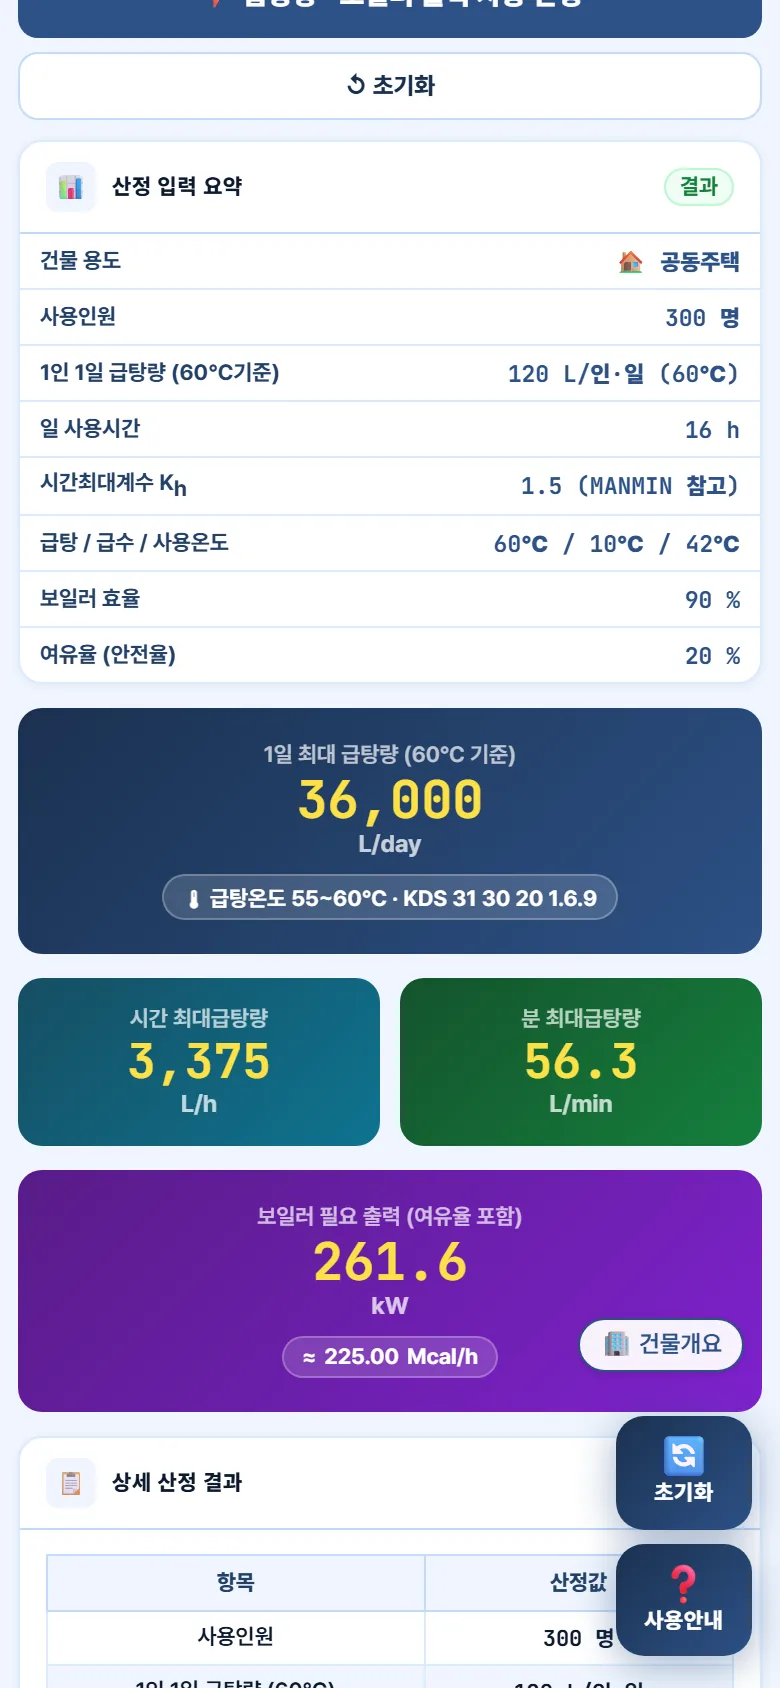 ↺ 초기화
산정 입력 요약
결과
건물 용도 공동주택
사용인원 300 명
1인 1일 급탕량 (60°C기준) 120 L/인·일 (60℃)
일 사용시간 16 h
시간최대계수 Kh 1.5 (MANMIN 참고)
급탕 / 급수 / 사용온도 60℃ / 10℃ / 42℃
보일러 효율 90 %
여유율 (안전율) 20 %
1일 최대 급탕량 (60°C 기준)
36,000
L/day
급탕온도 55~60°C · KDS 31 30 20 1.6.9
시간 최대급탕량
3,375
L/h
분 최대급탕량
56.3
L/min
보일러 필요 출력 (여유율 포함)
261.6
kW
≈ 225.00 Mcal/h
건물개요
상세 산정 결과
초기화
항목 산정값
사용인원 300 명
사용안내